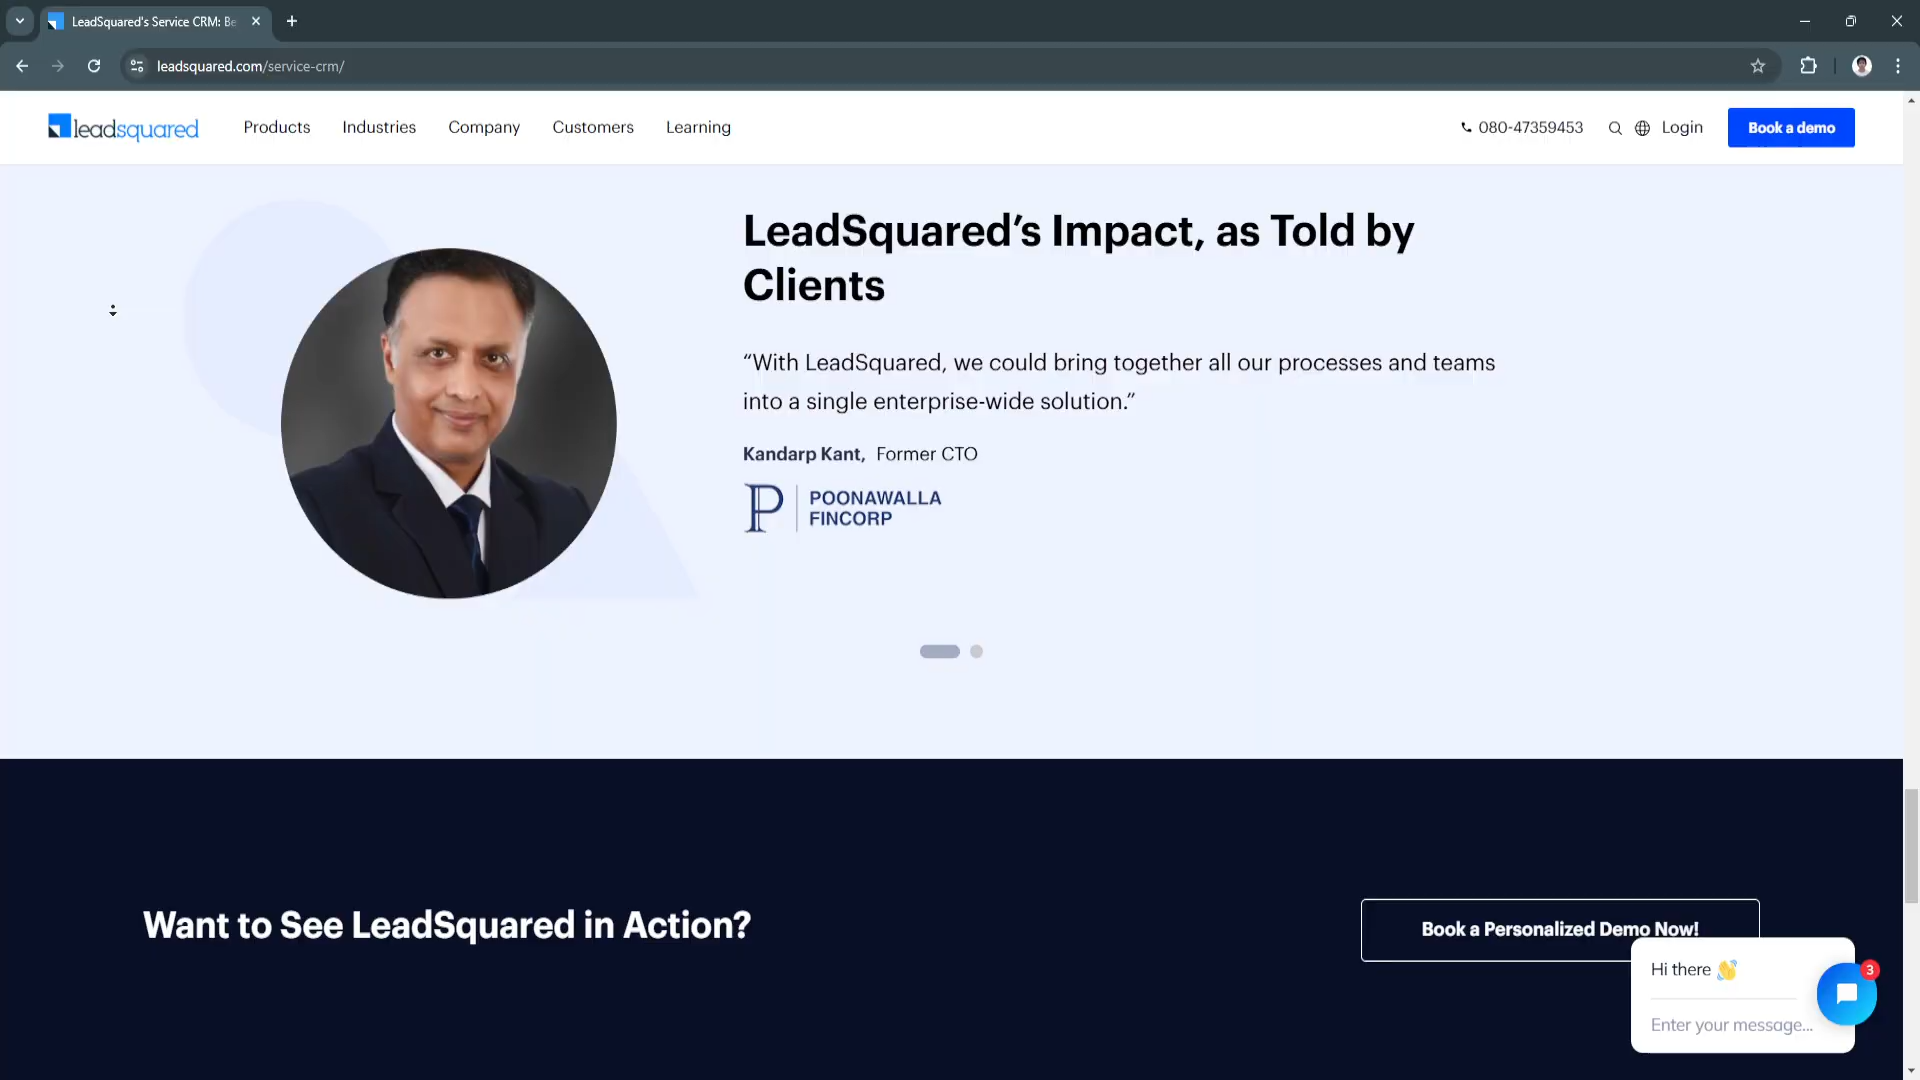 LeadSquared's Service CRM: Be
leadsquared.com/service-crm/
leadsquared
Products
Industries
Company
Customers
Learning
080-47359453
Login
Book a demo
LeadSquared’s Impact, as Told by
Clients
“With LeadSquared, we could bring together all our processes and teams
into a single enterprise-wide solution.”
Kandarp Kant, Former CTO
P
POONAWALLA
FINCORP
Want to See LeadSquared in Action?
Book a Personalized Demo Now!
Hi there 👋
3
Enter your message...